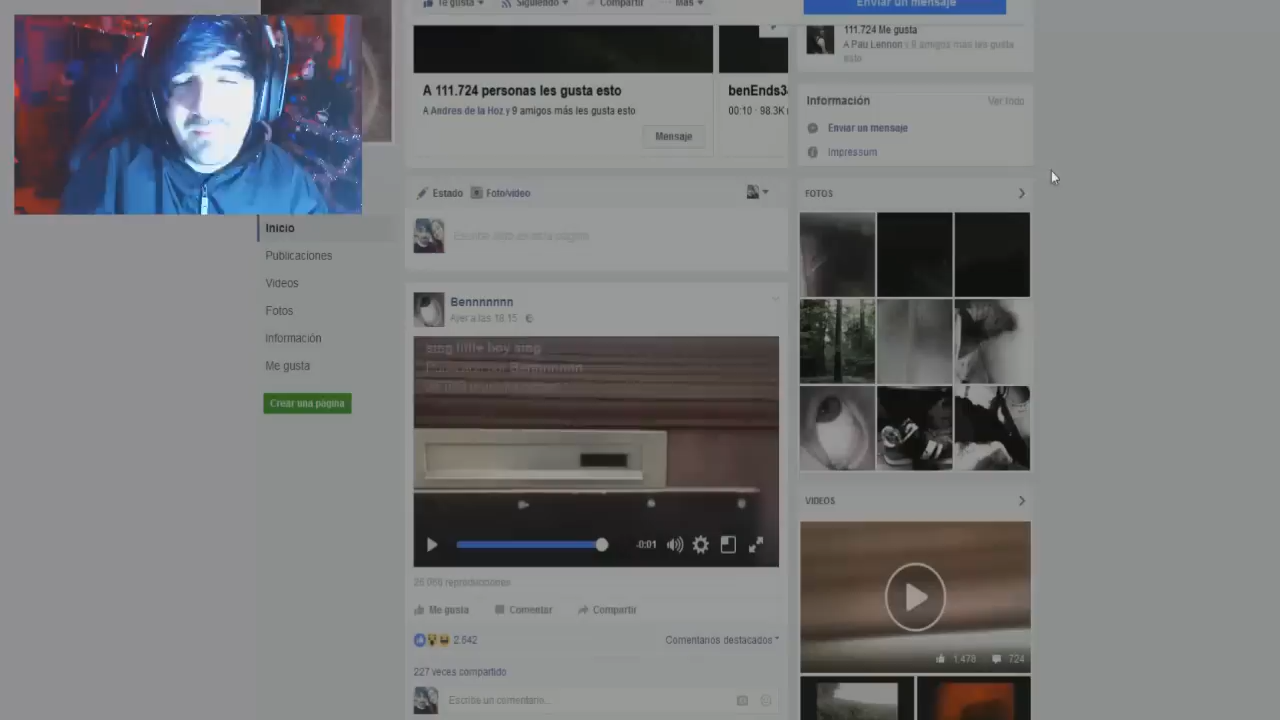 Te gusta
Siguiendo
Compartir
Más
Enviar un mensaje
111.724 Me gusta
A Pau Lennon y 9 amigos más les gusta
esto
A 111.724 personas les gusta esto
A Andres de la Hoz y 9 amigos más les gusta esto
Mensaje
benEnds3
00:10 · 98.3K
Información
Ver todo
Enviar un mensaje
Impressum
Estado
Foto/vídeo
FOTOS
Inicio
Publicaciones
Videos
Fotos
Información
Me gusta
Crear una página
Bennnnnnn
Ayer a las 18:15
sing little boy sing
-0:01
reproducciones
Me gusta
Comentar
Compartir
2.642
Comentarios destacados
227 veces compartido
Escribe un comentario...
VIDEOS
1,478
724